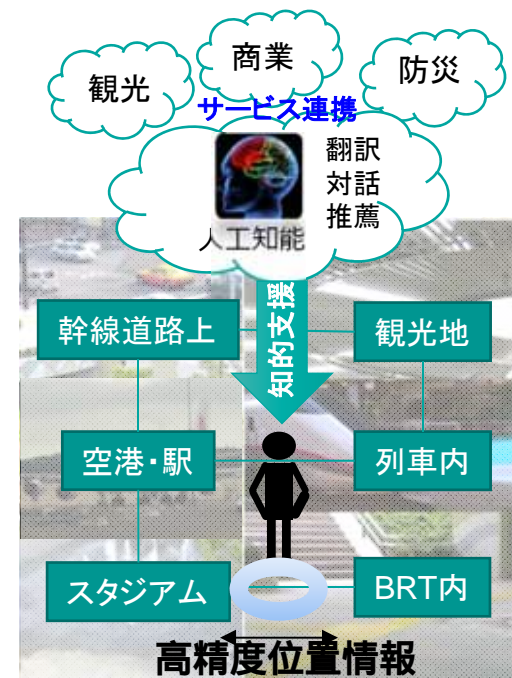 商業
観光
防災
サービス連携
翻訳
対話
推薦
人工知能
知的支援
幹線道路上
観光地
空港・駅
列車内
スタジアム
BRT内
高精度位置情報